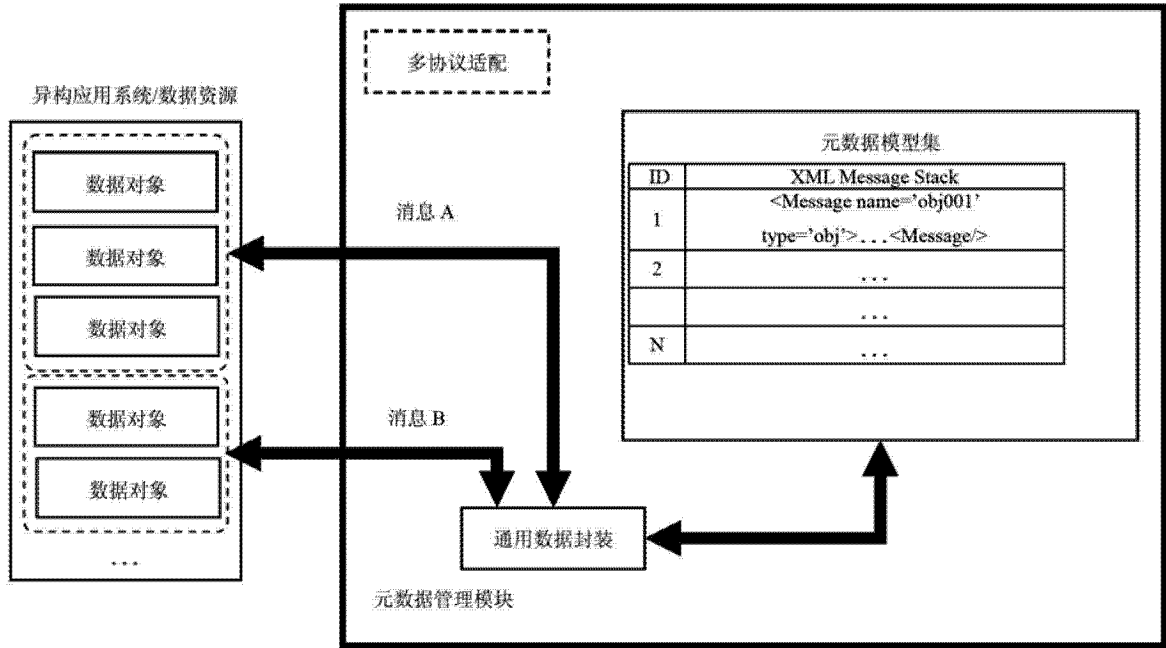 多协议适配
异构应用系统/数据资源
数据对象
数据对象
数据对象
数据对象
数据对象
...
消息 A
消息 B
元数据模型集
ID XML Message Stack
1 <Message name=’obj001’
type=’obj’>...<Message/>
2 ...
...
N ...
通用数据封装
元数据管理模块